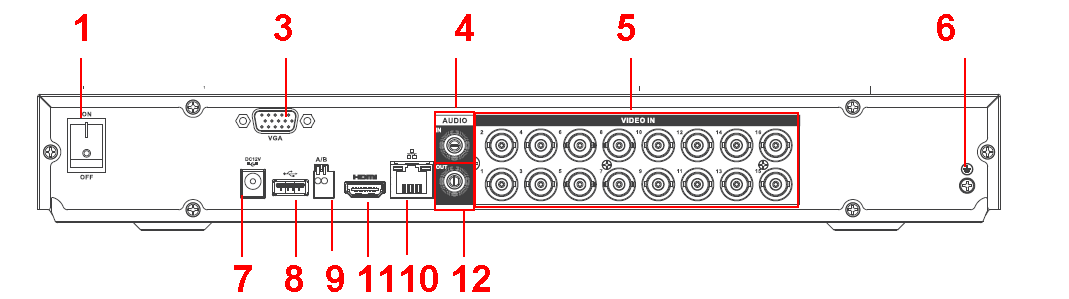 1 3 4 5 6
ON
OFF
VGA
DC12V
A/B
HDMI
AUDIO
IN
OUT
VIDEO IN
2 4 6 8 10 12 14 16
1 3 5 7 9 11 13 15
7 8 9 11 10 12